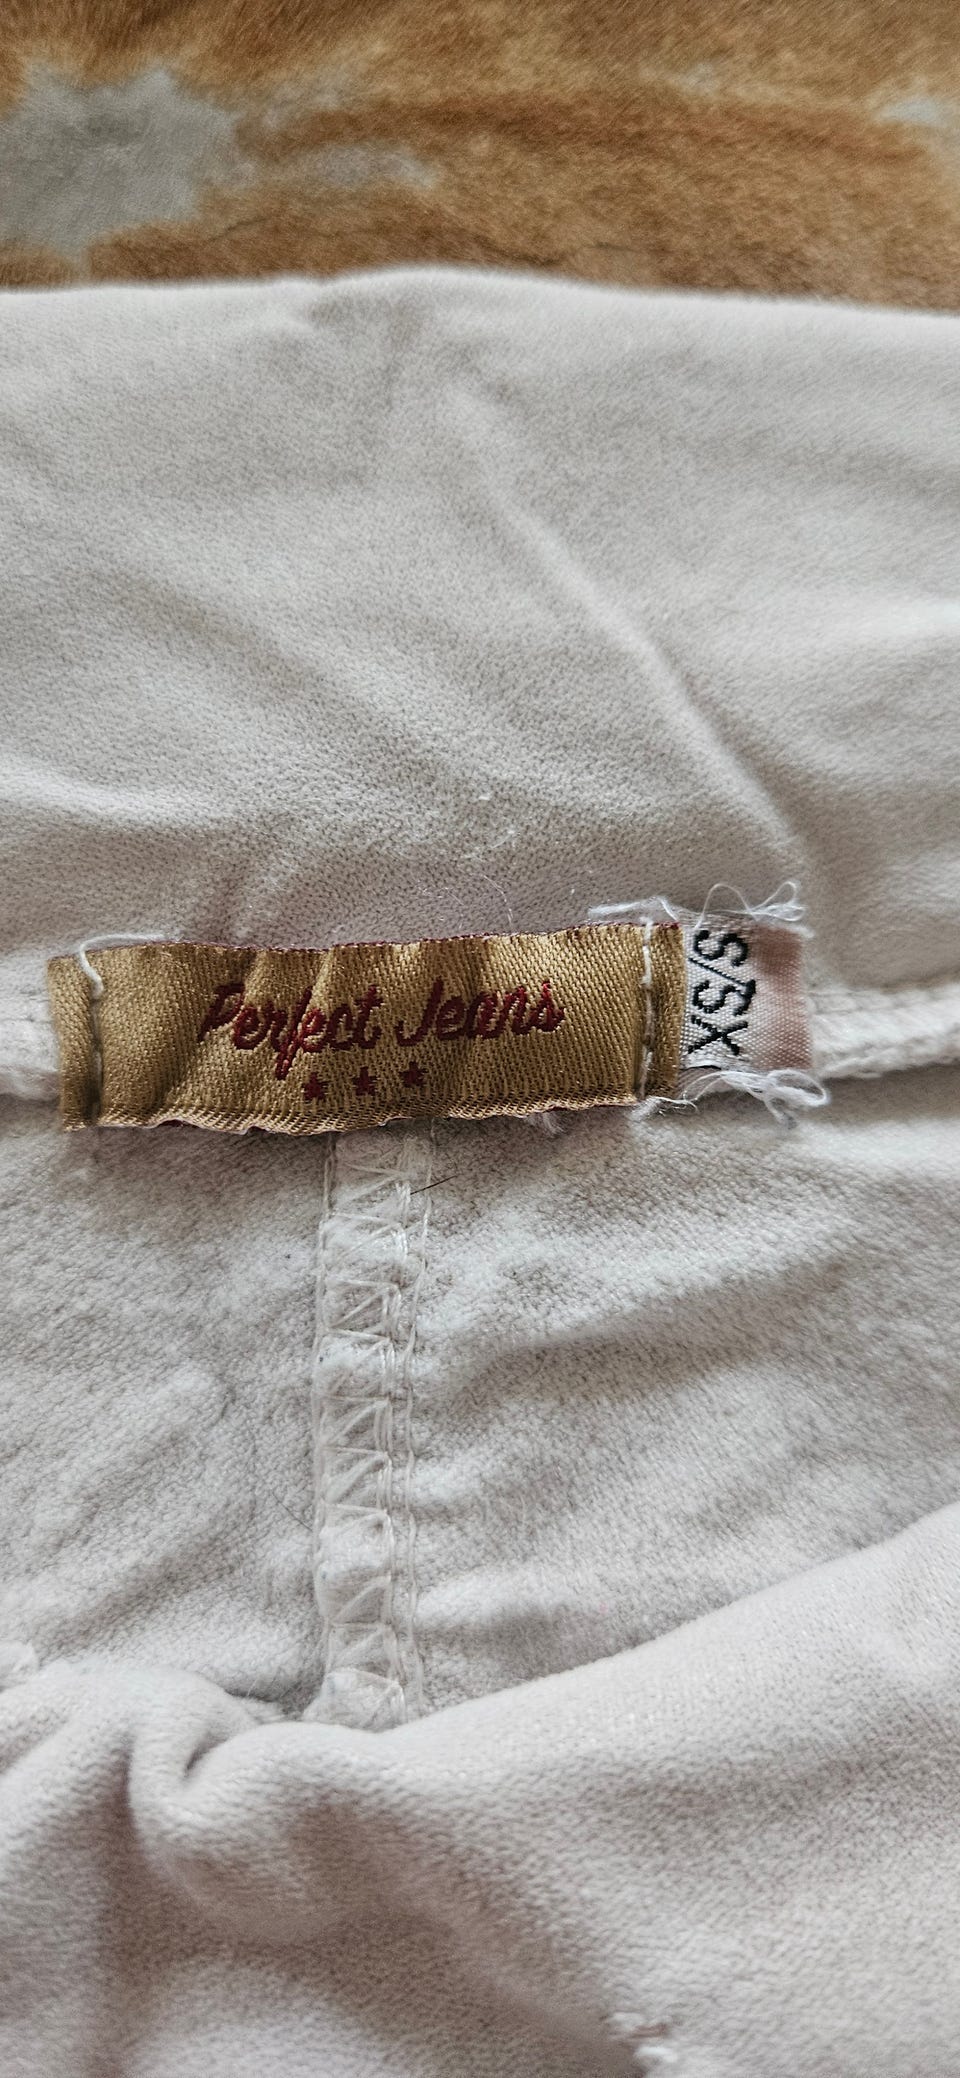 Perfect Jeans
★ ★ ★
XS/S